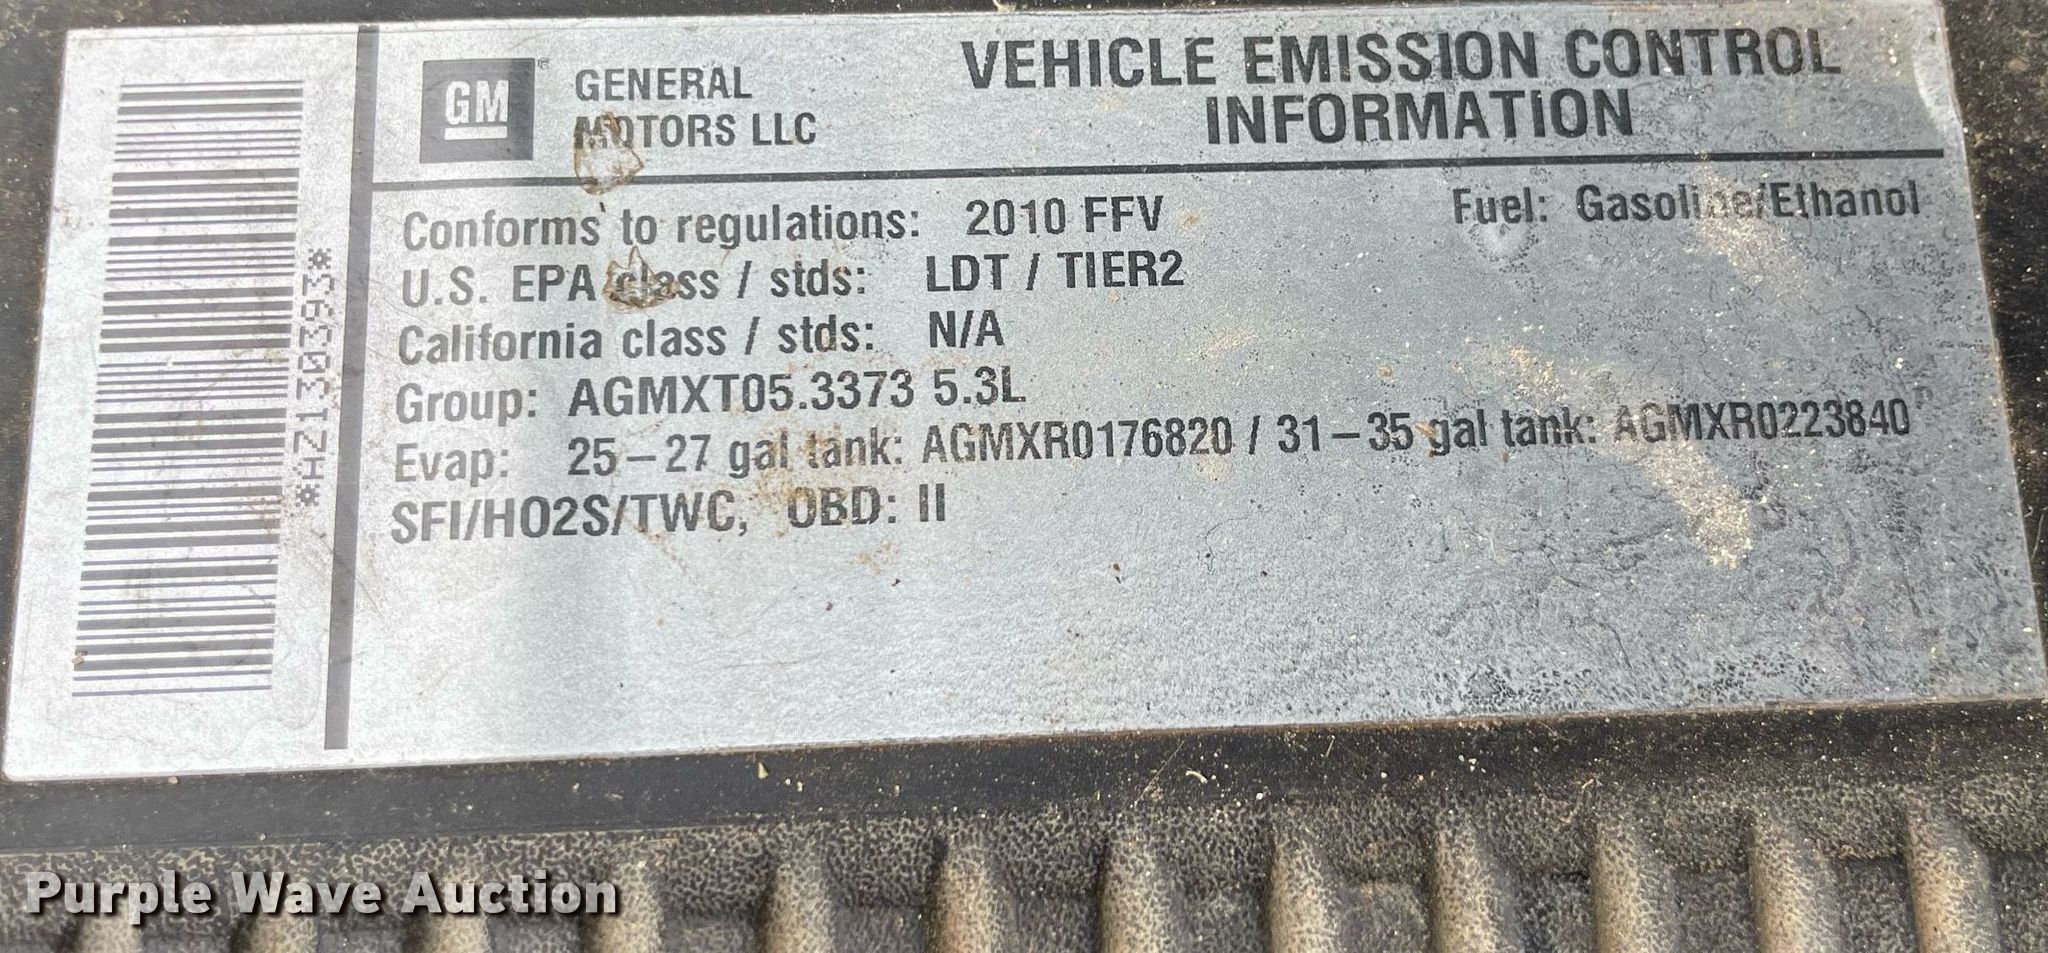 GM
GENERAL
MOTORS LLC
VEHICLE EMISSION CONTROL
INFORMATION
Conforms to regulations: 2010 FFV
Fuel: Gasoline/Ethanol
U.S. EPA class / stds: LDT / TIER2
California class / stds: N/A
Group: AGMXT05.3373 5.3L
Evap: 25-27 gal tank: AGMXR0176820 / 31-35 gal tank: AGMXR0223840
SFI/HO2S/TWC, OBD: II
*HZ130393*
Purple Wave Auction